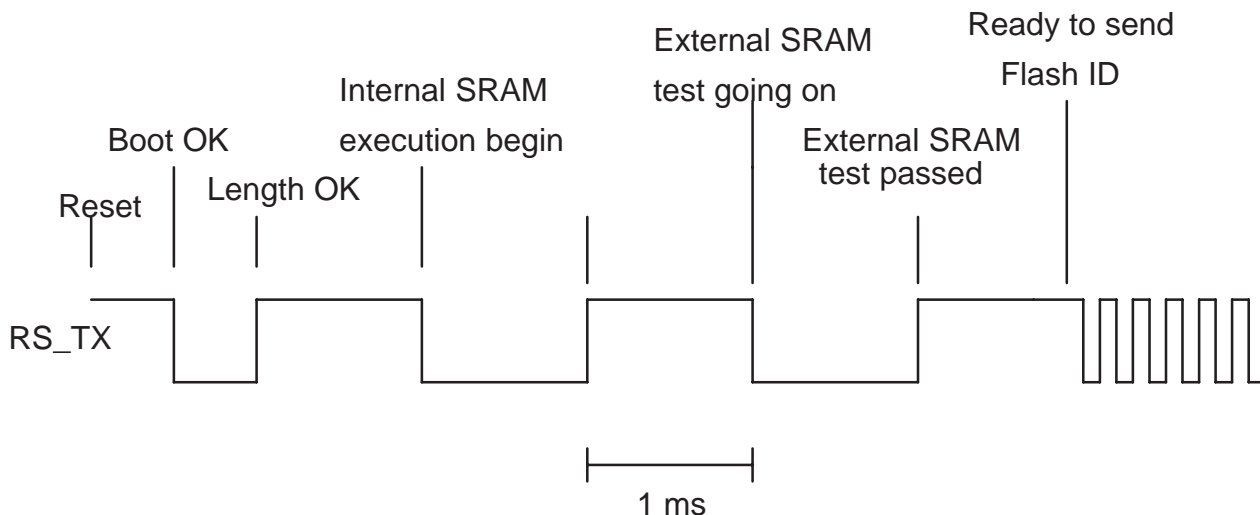 Ready to send
Flash ID
External SRAM
test going on
Internal SRAM
execution begin
Boot OK
External SRAM
test passed
Length OK
Reset
RS_TX
1 ms